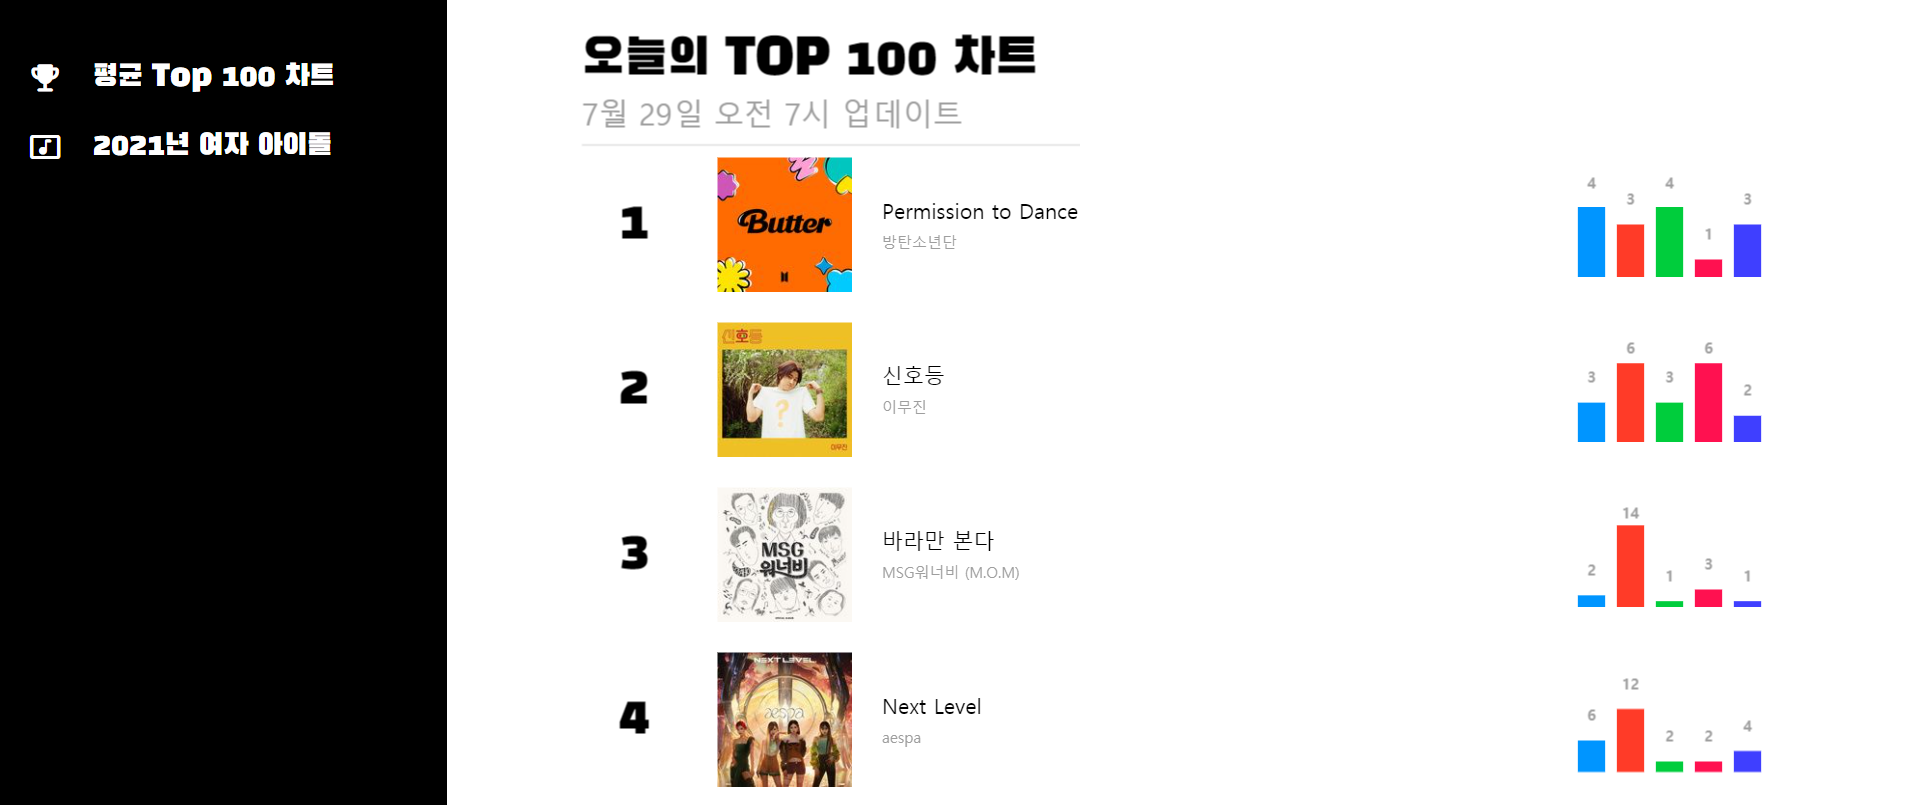 평균 Top 100 차트
2021년 여자 아이돌
오늘의 TOP 100 차트
7월 29일 오전 7시 업데이트
1
Butter
Permission to Dance
방탄소년단
4 3 4 1 3
2
신호등
?
이무진
신호등
이무진
3 6 3 6 2
3
MSG
워너비
바라만 본다
MSG워너비 (M.O.M)
2 14 1 3 1
4
NEXT LEVEL
aespa
Next Level
aespa
6 12 2 2 4